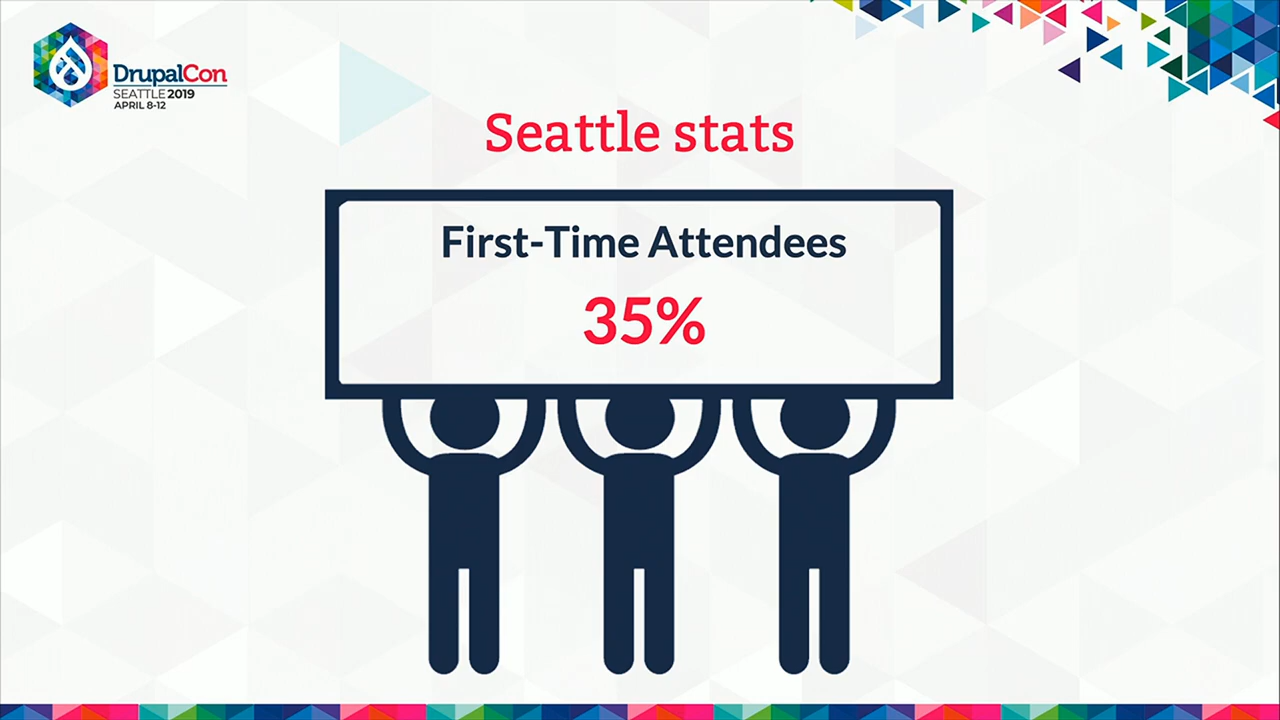 DrupalCon
SEATTLE 2019
APRIL 8-12
Seattle stats
First-Time Attendees
35%